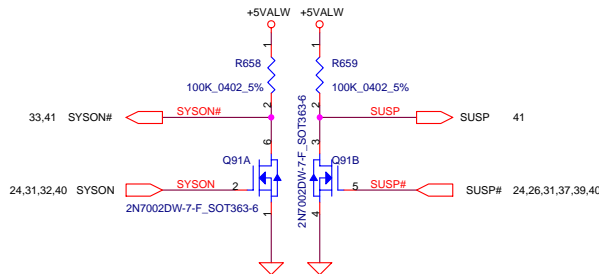 +5VALW +5VALW
1 1
R658 R659
100K_0402_5% 100K_0402_5%
2 2
33,41 SYSON# SYSON# SUSP SUSP 41
6 3
Q91A Q91B
24,31,32,40 SYSON SYSON 2 5 SUSP# SUSP# 24,26,31,37,39,40
2N7002DW-7-F_SOT363-6
2N7002DW-7-F_SOT363-6
1 4